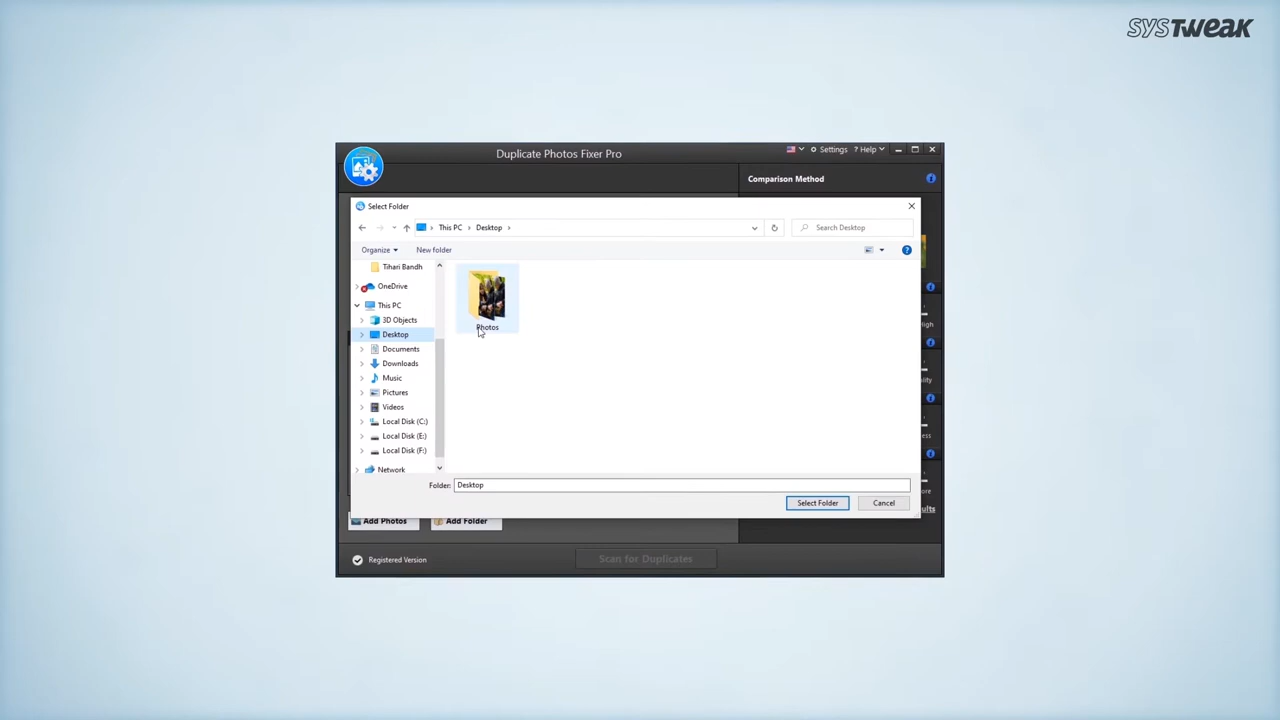 SYSTWEAK
Duplicate Photos Fixer Pro
Settings
? Help
Comparison Method
Select Folder
This PC > Desktop >
Search Desktop
Organize
New folder
Tihari Bandh
OneDrive
This PC
3D Objects
Desktop
Documents
Downloads
Music
Pictures
Videos
Local Disk (C:)
Local Disk (E:)
Local Disk (F:)
Network
Photos
Folder: Desktop
Select Folder
Cancel
Add Photos
Add Folder
Registered Version
Scan for Duplicates